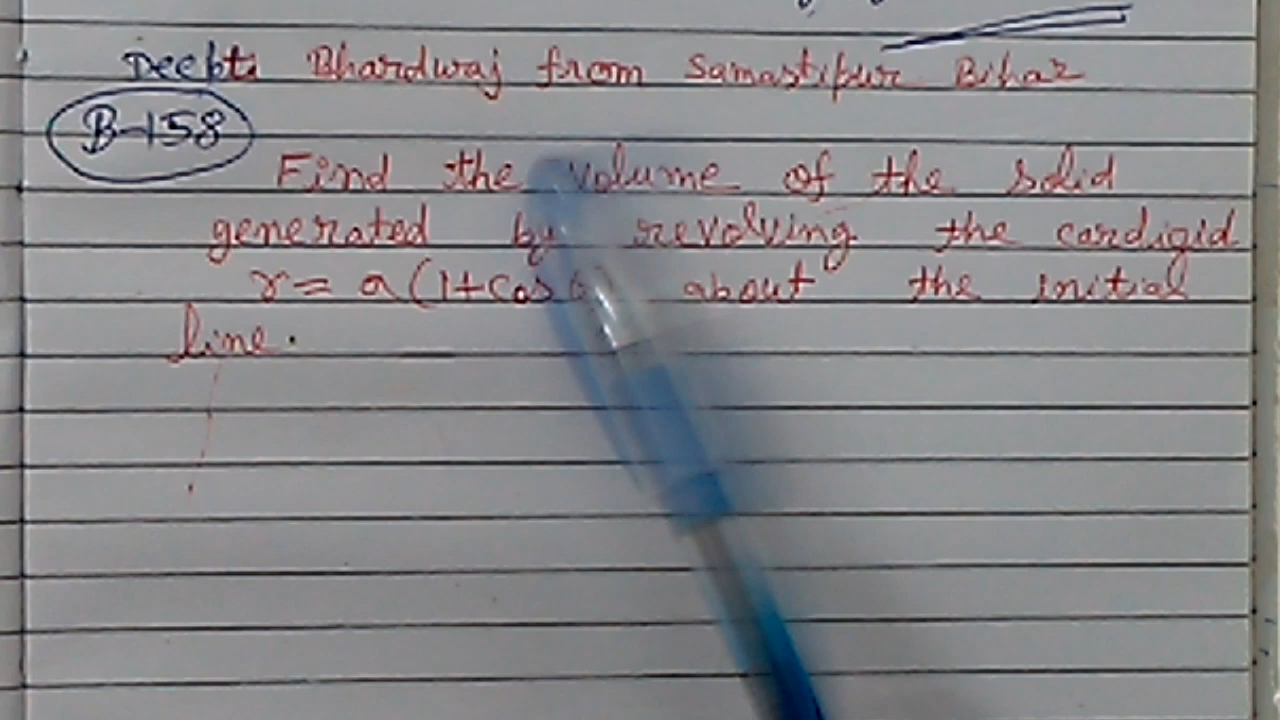 Deepti Bhardwaj from Samastipur Bihar
B-158
Find the volume of the solid
generated by revolving the cardioid
r = a (1+cos about the initial
line.